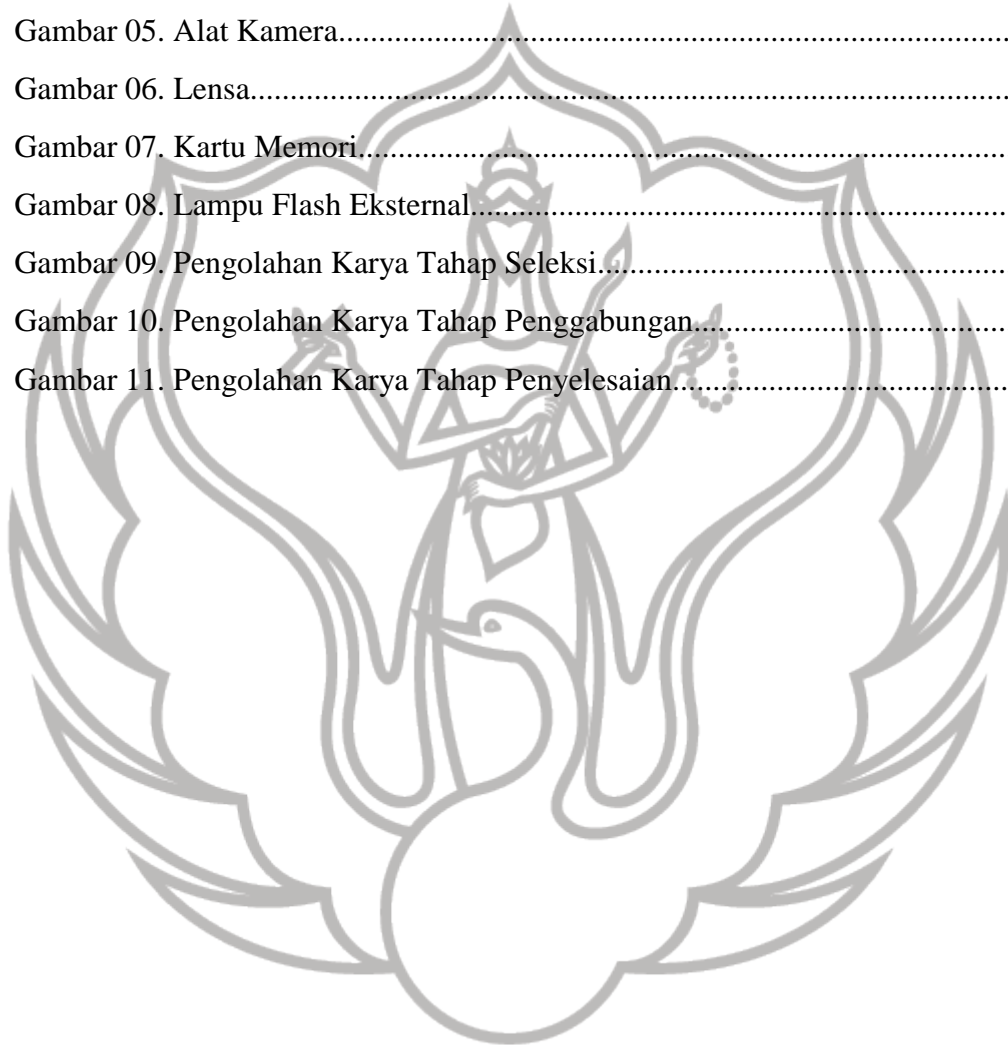 Gambar 05. Alat Kamera................................................................................................
Gambar 06. Lensa............................................................................................................
Gambar 07. Kartu Memori.............................................................................................
Gambar 08. Lampu Flash Eksternal..............................................................................
Gambar 09. Pengolahan Karya Tahap Seleksi..........................................................
Gambar 10. Pengolahan Karya Tahap Penggabungan.............................................
Gambar 11. Pengolahan Karya Tahap Penyelesaian................................................